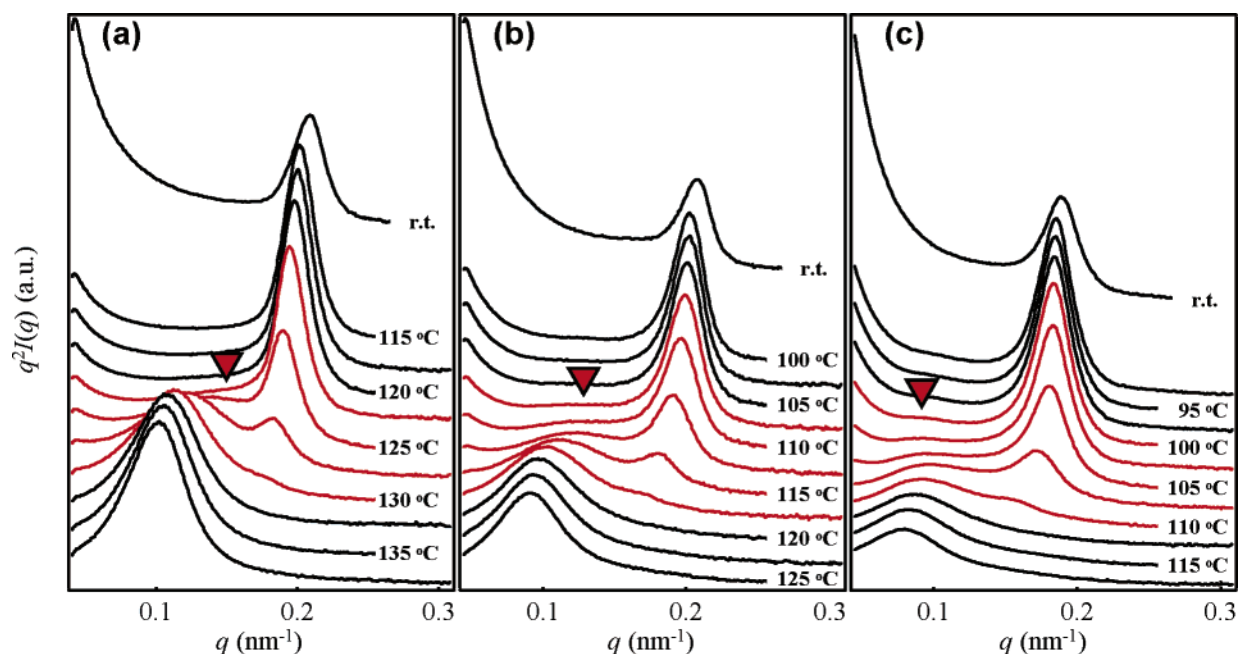 (a)
(b)
(c)
q²I(q) (a.u.)
r.t.
115 °C
120 °C
125 °C
130 °C
135 °C
r.t.
100 °C
105 °C
110 °C
115 °C
120 °C
125 °C
r.t.
95 °C
100 °C
105 °C
110 °C
115 °C
0.1 0.2 0.3
0.1 0.2 0.3
0.1 0.2 0.3
q (nm⁻¹)
q (nm⁻¹)
q (nm⁻¹)